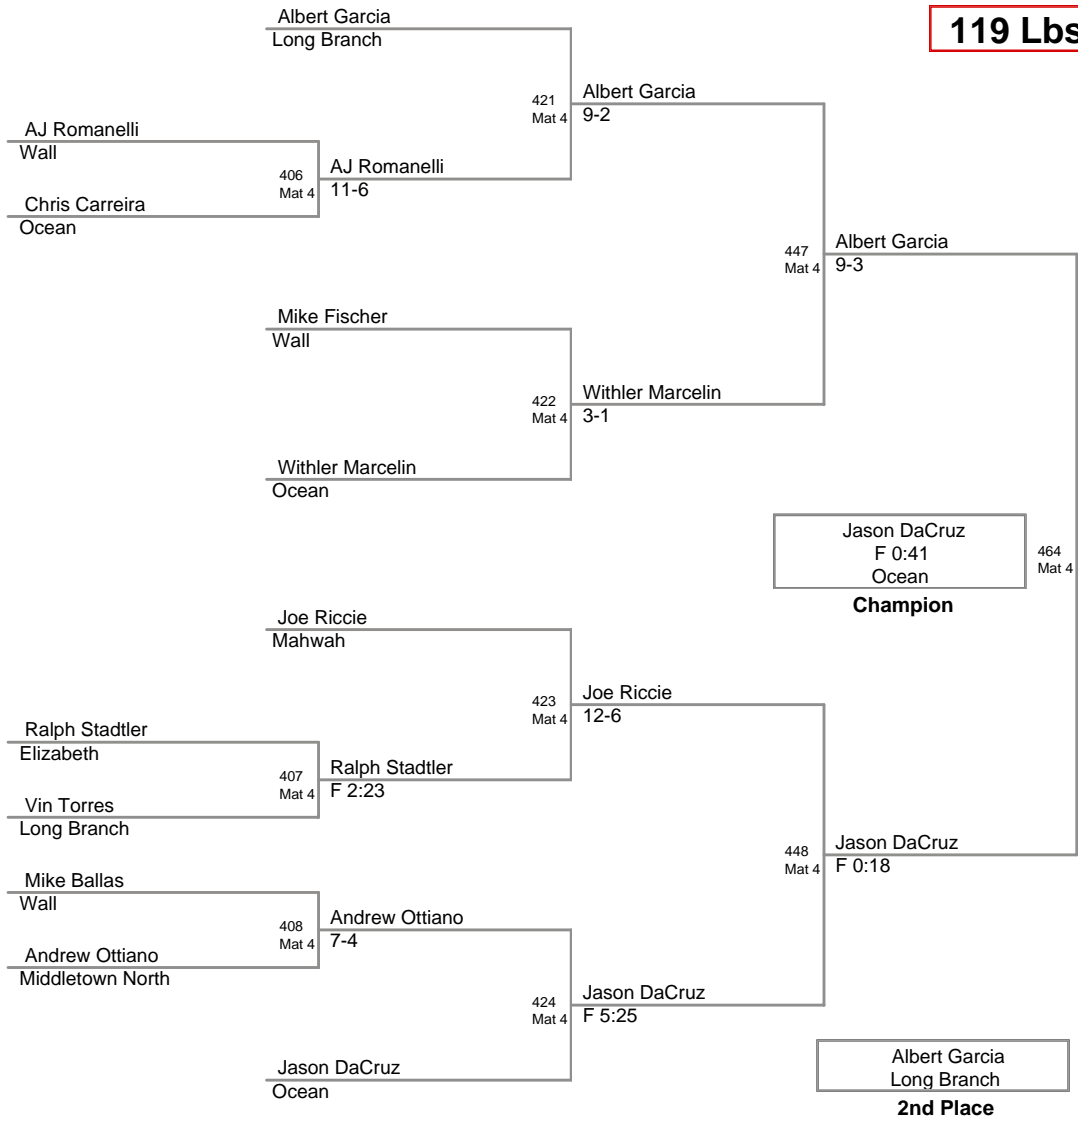 Albert Garcia
Long Branch
119 Lbs
421
Mat 4
Albert Garcia
9-2
AJ Romanelli
Wall
406
Mat 4
AJ Romanelli
11-6
Chris Carreira
Ocean
447
Mat 4
Albert Garcia
9-3
Mike Fischer
Wall
422
Mat 4
Withler Marcelin
3-1
Withler Marcelin
Ocean
Jason DaCruz
F 0:41
Ocean
Champion
464
Mat 4
Joe Riccie
Mahwah
423
Mat 4
Joe Riccie
12-6
Ralph Stadtler
Elizabeth
407
Mat 4
Ralph Stadtler
F 2:23
Vin Torres
Long Branch
448
Mat 4
Jason DaCruz
F 0:18
Mike Ballas
Wall
408
Mat 4
Andrew Ottiano
7-4
Andrew Ottiano
Middletown North
424
Mat 4
Jason DaCruz
F 5:25
Jason DaCruz
Ocean
Albert Garcia
Long Branch
2nd Place